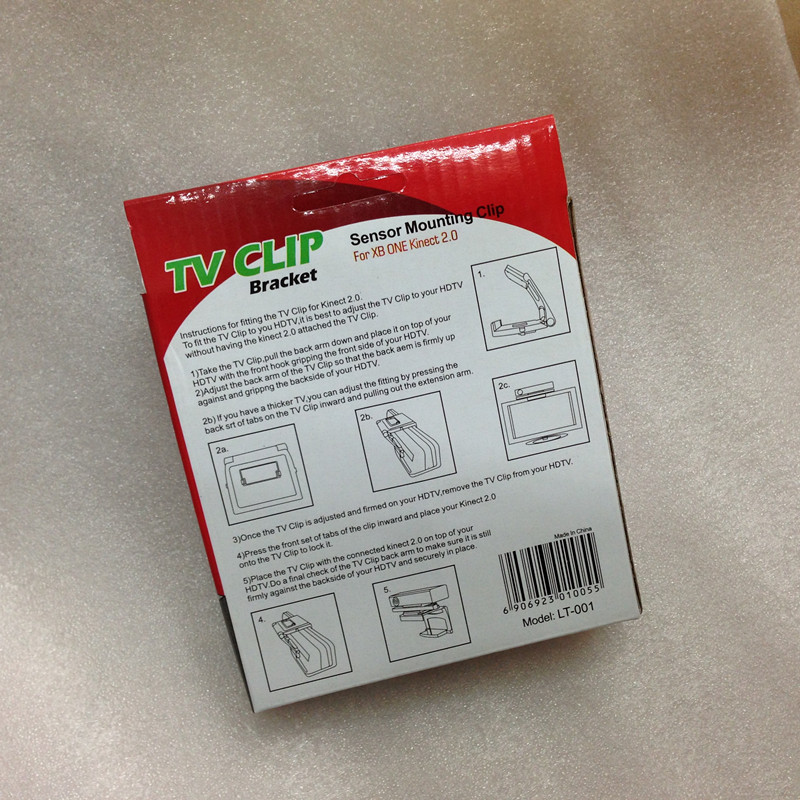 TV CLIP
Bracket
Sensor Mounting Clip
For XB ONE Kinect 2.0
Instructions for fitting the TV Clip for Kinect 2.0.
To fit the TV Clip to you HDTV,it is best to adjust the TV Clip to your HDTV
without having the kinect 2.0 attached the TV Clip.
1)Take the TV Clip,pull the back arm down and place it on top of your
HDTV with the front hook gripping the front side of your HDTV.
2)Adjust the back arm of the TV Clip so that the back aem is firmly up
against and grippng the backside of your HDTV.
2b) If you have a thicker TV,you can adjust the fitting by pressing the
back srt of tabs on the TV Clip inward and pulling out the extension arm.
1.
2a.
2b.
2c.
3)Once the TV Clip is adjusted and firmed on your HDTV,remove the TV Clip from your HDTV.
4)Press the front set of tabs of the clip inward and place your Kinect 2.0
onto the TV Clip to lock it.
5)Place the TV Clip with the connected kinect 2.0 on top of your
HDTV.Do a final check of the TV Clip back arm to make sure it is still
firmly against the backside of your HDTV and securely in place.
4.
5.
Made In China
6 906923 010055
Model: LT-001